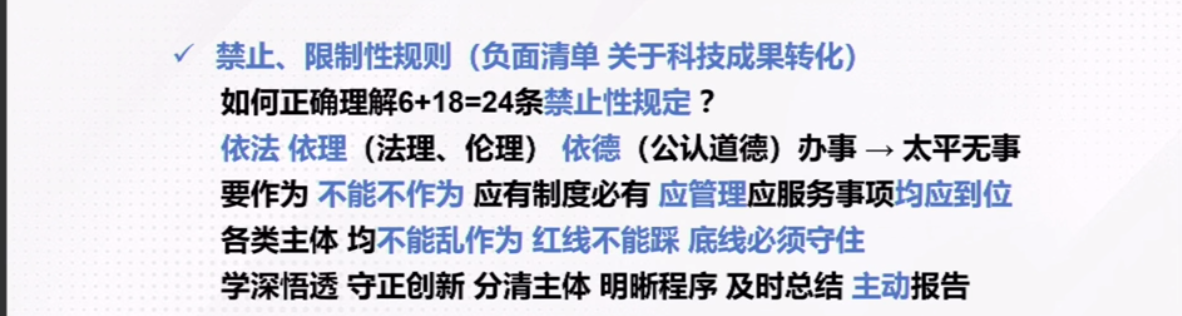 ✓ 禁止、限制性规则（负面清单 关于科技成果转化）
如何正确理解6+18=24条禁止性规定？
依法 依理（法理、伦理） 依德（公认道德）办事 → 太平无事
要作为 不能不作为 应有制度必有 应管理应服务事项均应到位
各类主体 均不能乱作为 红线不能踩 底线必须守住
学深悟透 守正创新 分清主体 明晰程序 及时总结 主动报告